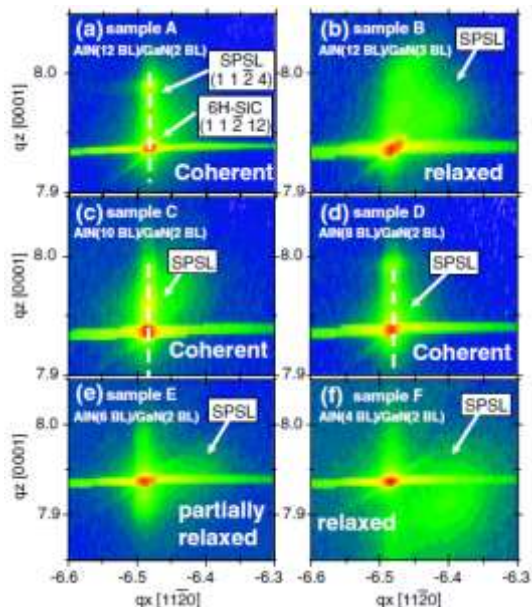 (a) sample A
AlN(12 BL)/GaN(2 BL)
SPSL
(1 1 2̄ 4)
6H-SiC
(1 1 2̄ 12)
Coherent
8.0
7.9
qz [0001]
(b) sample B
AlN(12 BL)/GaN(3 BL)
SPSL
relaxed
(c) sample C
AlN(10 BL)/GaN(2 BL)
SPSL
Coherent
8.0
7.9
qz [0001]
(d) sample D
AlN(8 BL)/GaN(2 BL)
SPSL
Coherent
8.0
7.9
(e) sample E
AlN(6 BL)/GaN(2 BL)
SPSL
partially
relaxed
8.0
7.9
qz [0001]
(f) sample F
AlN(4 BL)/GaN(2 BL)
SPSL
relaxed
8.0
7.9
-6.6 -6.5 -6.4 -6.3
qx [112̄0]
-6.6 -6.5 -6.4 -6.3
qx [112̄0]